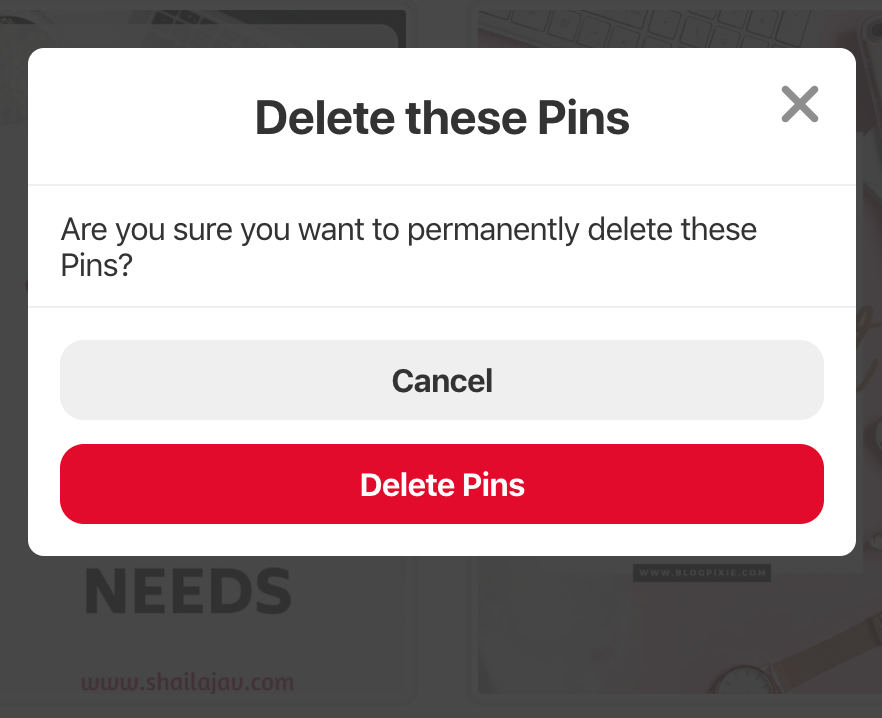 Delete these Pins
Are you sure you want to permanently delete these
Pins?
Cancel
Delete Pins
WWW.BLOGPIXIE.COM
NEEDS
www.shailajav.com